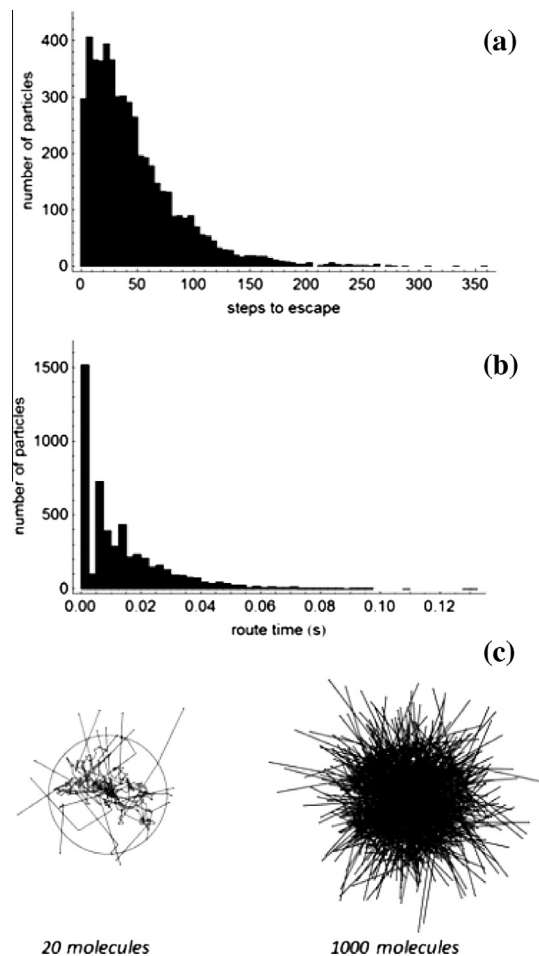 (a)
number of particles
400
300
200
100
0
0 50 100 150 200 250 300 350
steps to escape
(b)
number of particles
1500
1000
500
0
0.00 0.02 0.04 0.06 0.08 0.10 0.12
route time (s)
(c)
20 molecules 1000 molecules